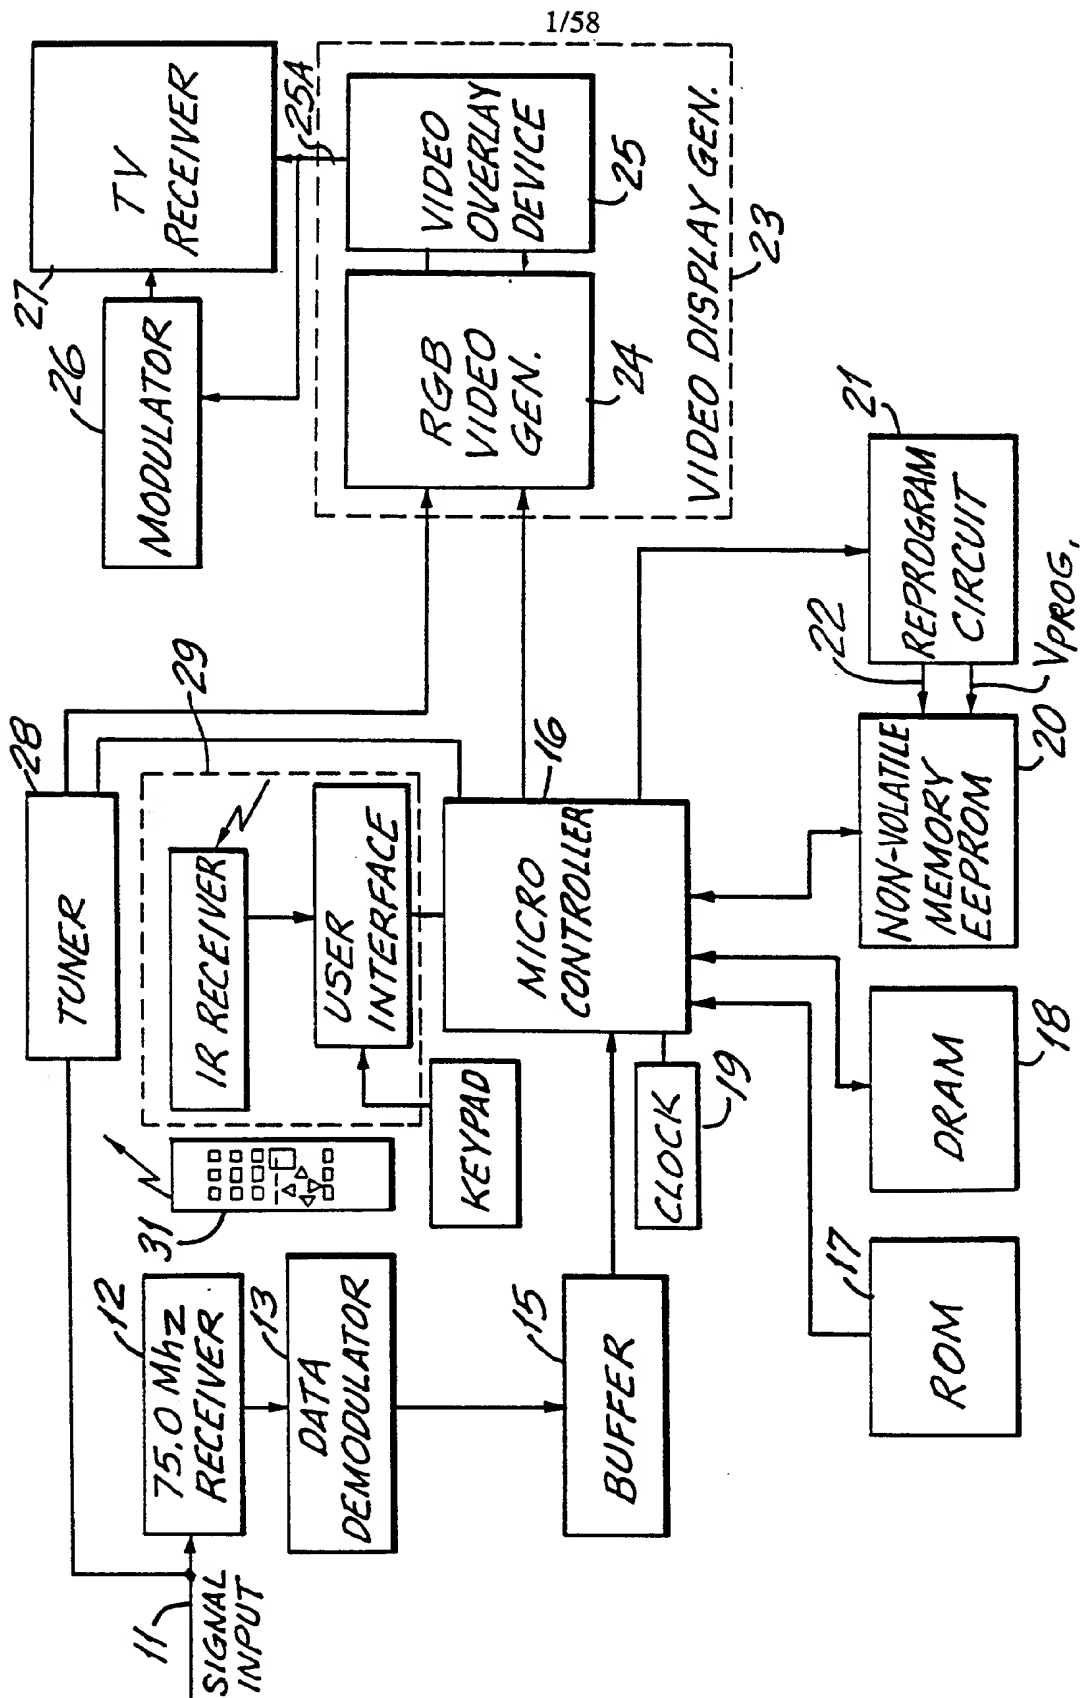 1/58
11
SIGNAL
INPUT
12
75.0 Mhz
RECEIVER
13
DATA
DEMODULATOR
15
BUFFER
31
28
TUNER
29
IR RECEIVER
USER
INTERFACE
KEYPAD
16
MICRO
CONTROLLER
CLOCK
19
17
ROM
DRAM
18
NON-VOLATILE
MEMORY
EEPROM
20
22
VPROG.
21
REPROGRAM
CIRCUIT
26
MODULATOR
27
TV
RECEIVER
25A
RGB
VIDEO
GEN.
24
VIDEO
OVERLAY
DEVICE
25
VIDEO DISPLAY GEN.
23